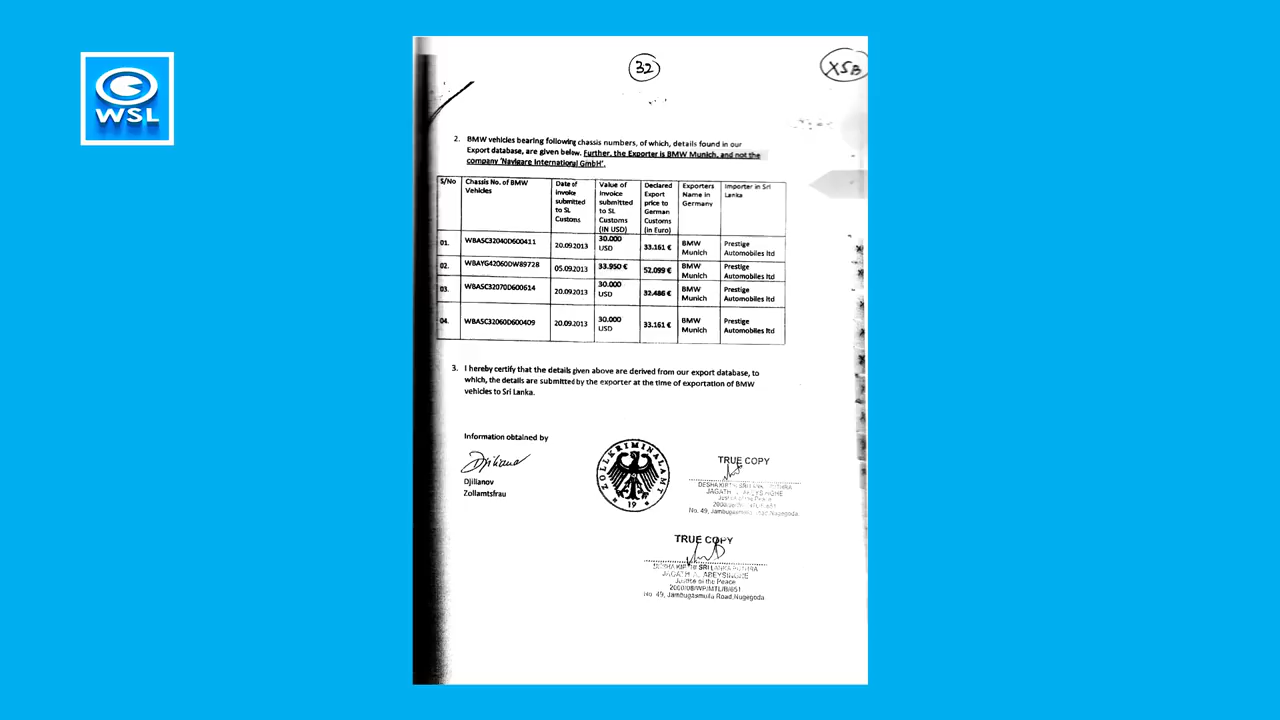 WSL
32
X5B
2. BMW vehicles bearing following chassis numbers, of which, details found in our
Export database, are given below. Further, the Exporter is BMW Munich, and not the
company 'Navigare International GmbH'.
S/No Chassis No. of BMW Vehicles Date of invoice submitted to SL Customs Value of Invoice submitted to SL Customs (IN USD) Declared Export price to German Customs (in Euro) Exporters Name in Germany Importer in Sri Lanka
01. WBASC32040D600411 20.09.2013 30.000 USD 33.161 € BMW Munich Prestige Automobiles ltd
02. WBAYG42060DW89728 05.09.2013 33.950 € 52.099 € BMW Munich Prestige Automobiles ltd
03. WBASC32070D600614 20.09.2013 30.000 USD 32.486 € BMW Munich Prestige Automobiles ltd
04. WBASC32060D600409 20.09.2013 30.000 USD 33.161 € BMW Munich Prestige Automobiles ltd
3. I hereby certify that the details given above are derived from our export database, to
which, the details are submitted by the exporter at the time of exportation of BMW
vehicles to Sri Lanka.
Information obtained by
Djilianov
Zollamtsfrau
ZOLLKRIMINALAMT
19
TRUE COPY
JAGATH
No. 49,
Nugegoda
TRUE COPY
SRI LANKA
JAGATH ABEYSINGHE
Justice of the Peace
No. 49, Jambugasmulla Road, Nugegoda